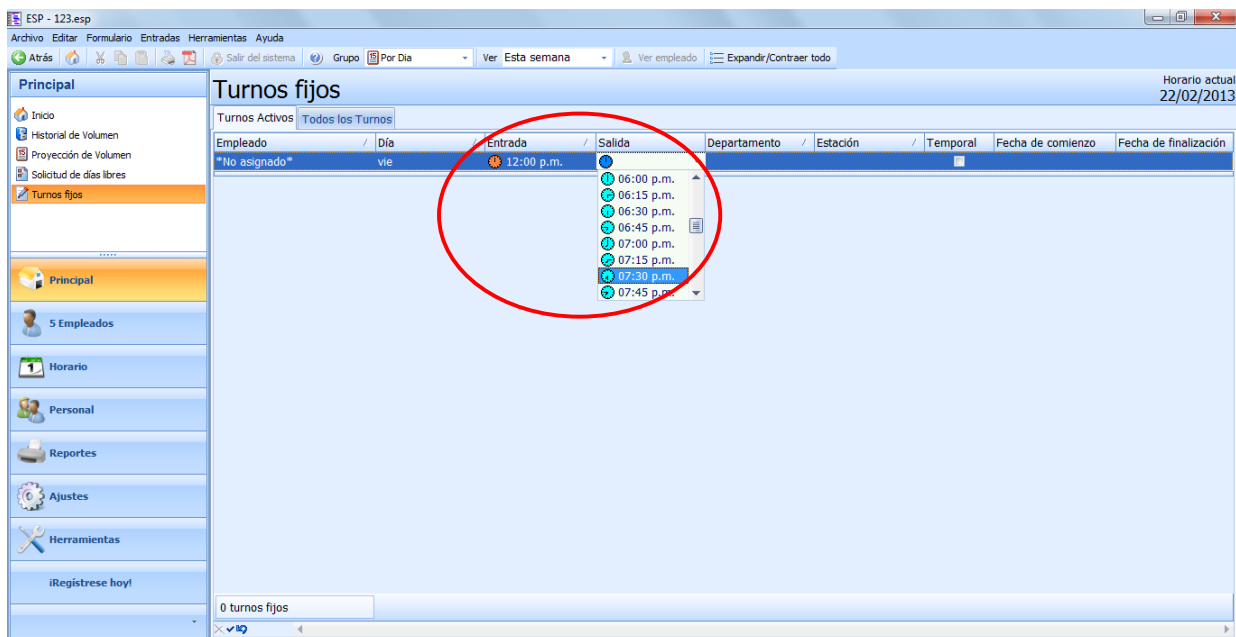 ESP - 123.esp
Archivo Editar Formulario Entradas Herramientas Ayuda
Atrás Salir del sistema Grupo 15 Por Dia Ver Esta semana Ver empleado Expandir/Contraer todo
Principal
Turnos fijos
Horario actual
22/02/2013
Inicio
Historial de Volumen
Proyección de Volumen
Solicitud de días libres
Turnos fijos
Turnos Activos Todos los Turnos
Empleado Día Entrada Salida Departamento Estación Temporal Fecha de comienzo Fecha de finalización
*No asignado* vie 12:00 p.m.
06:00 p.m.
06:15 p.m.
06:30 p.m.
06:45 p.m.
07:00 p.m.
07:15 p.m.
07:30 p.m.
07:45 p.m.
Principal
5 Empleados
1 Horario
Personal
Reportes
Ajustes
Herramientas
¡Regístrese hoy!
0 turnos fijos